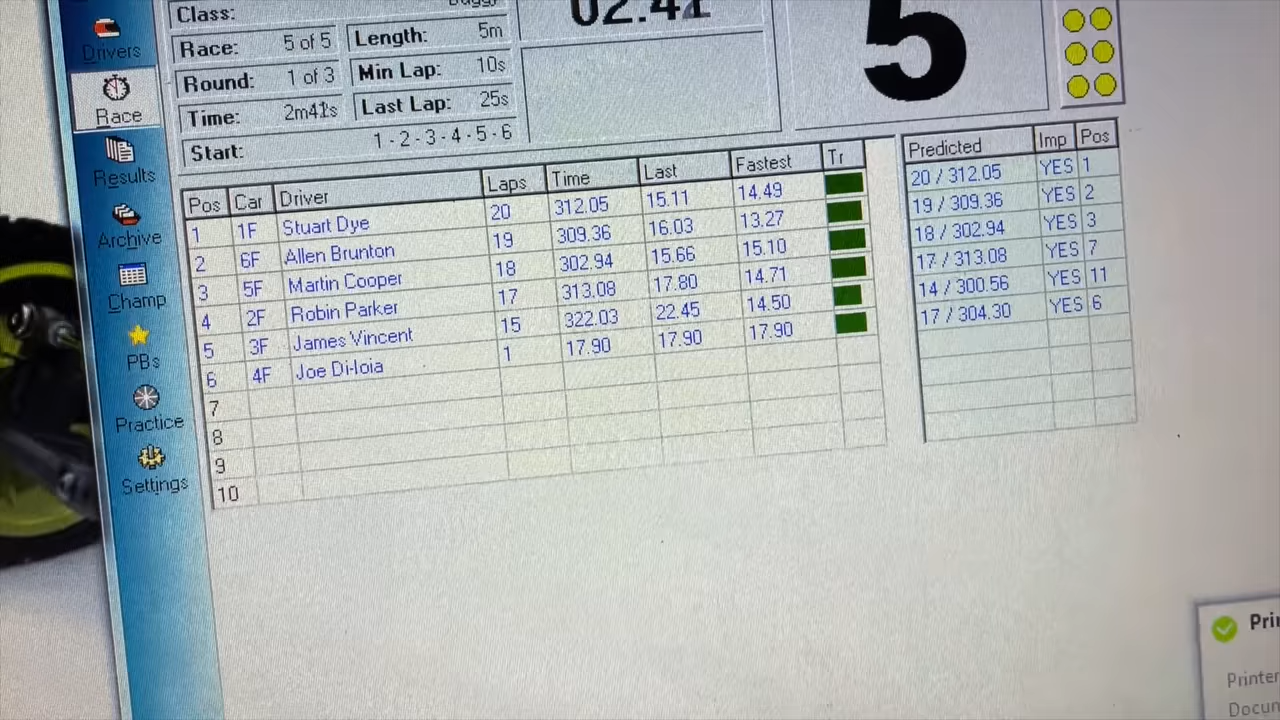 Drivers
Race
Results
Archive
Champ
PBs
Practice
Settings
Class:
Race: 5 of 5 Length: 5m
Round: 1 of 3 Min Lap: 10s
Time: 2m41s Last Lap: 25s
Start: 1 - 2 - 3 - 4 - 5 - 6
02:41
5
Pos Car Driver Laps Time Last Fastest Tr Predicted Imp Pos
1 1F Stuart Dye 20 312.05 15.11 14.49 20 / 312.05 YES 1
2 6F Allen Brunton 19 309.36 16.03 13.27 19 / 309.36 YES 2
3 5F Martin Cooper 18 302.94 15.66 15.10 18 / 302.94 YES 3
4 2F Robin Parker 17 313.08 17.80 14.71 17 / 313.08 YES 7
5 3F James Vincent 15 322.03 22.45 14.50 14 / 300.56 YES 11
6 4F Joe Di-Ioia 1 17.90 17.90 17.90 17 / 304.30 YES 6
7
8
9
10